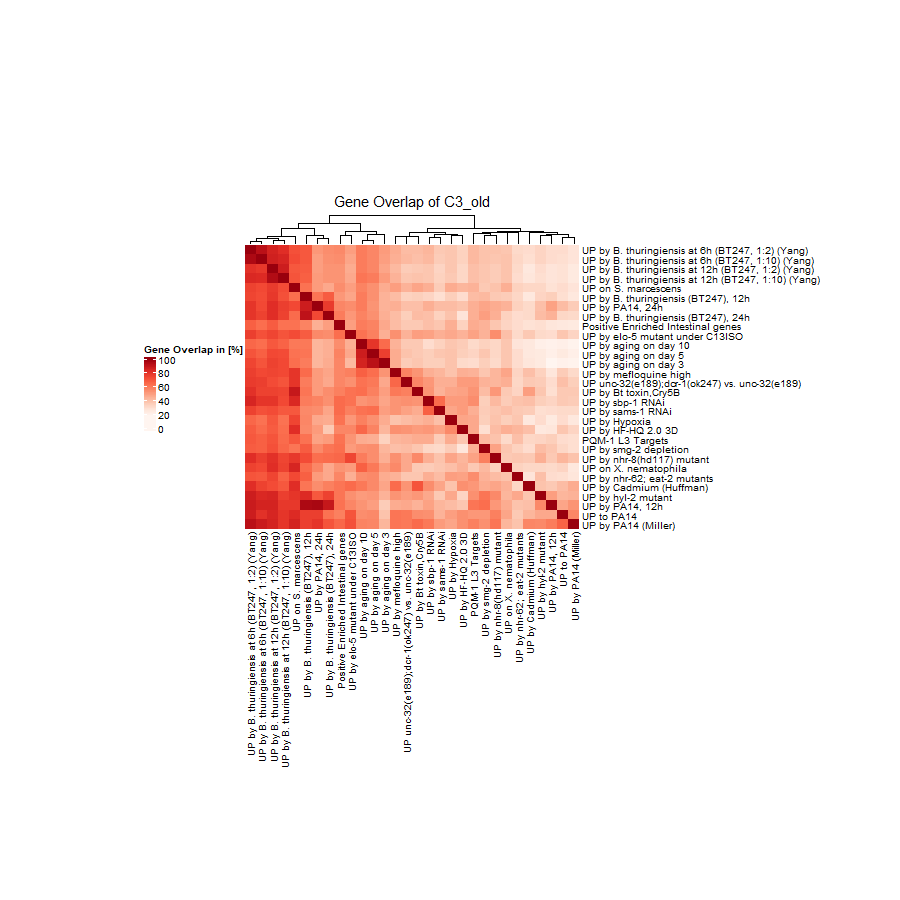 Gene Overlap of C3_old
UP by B. thuringiensis at 6h (BT247, 1:2) (Yang)
UP by B. thuringiensis at 6h (BT247, 1:10) (Yang)
UP by B. thuringiensis at 12h (BT247, 1:2) (Yang)
UP by B. thuringiensis at 12h (BT247, 1:10) (Yang)
UP on S. marcescens
UP by B. thuringiensis (BT247), 12h
UP by PA14, 24h
UP by B. thuringiensis (BT247), 24h
Positive Enriched Intestinal genes
UP by elo-5 mutant under C13ISO
UP by aging on day 10
UP by aging on day 5
UP by aging on day 3
UP by mefloquine high
UP unc-32(e189);dcr-1(ok247) vs. unc-32(e189)
UP by Bt toxin,Cry5B
UP by sbp-1 RNAi
UP by sams-1 RNAi
UP by Hypoxia
UP by HF-HQ 2.0 3D
PQM-1 L3 Targets
UP by smg-2 depletion
UP by nhr-8(hd117) mutant
UP on X. nematophila
UP by nhr-62; eat-2 mutants
UP by Cadmium (Huffman)
UP by hyl-2 mutant
UP by PA14, 12h
UP to PA14
UP by PA14 (Miller)
Gene Overlap in [%]
100
80
60
40
20
0
UP by B. thuringiensis at 6h (BT247, 1:2) (Yang)
UP by B. thuringiensis at 6h (BT247, 1:10) (Yang)
UP by B. thuringiensis at 12h (BT247, 1:2) (Yang)
UP by B. thuringiensis at 12h (BT247, 1:10) (Yang)
UP on S. marcescens
UP by B. thuringiensis (BT247), 12h
UP by PA14, 24h
UP by B. thuringiensis (BT247), 24h
Positive Enriched Intestinal genes
UP by elo-5 mutant under C13ISO
UP by aging on day 10
UP by aging on day 5
UP by aging on day 3
UP by mefloquine high
UP unc-32(e189);dcr-1(ok247) vs. unc-32(e189)
UP by Bt toxin,Cry5B
UP by sbp-1 RNAi
UP by sams-1 RNAi
UP by Hypoxia
UP by HF-HQ 2.0 3D
PQM-1 L3 Targets
UP by smg-2 depletion
UP by nhr-8(hd117) mutant
UP on X. nematophila
UP by nhr-62; eat-2 mutants
UP by Cadmium (Huffman)
UP by hyl-2 mutant
UP by PA14, 12h
UP to PA14
UP by PA14 (Miller)